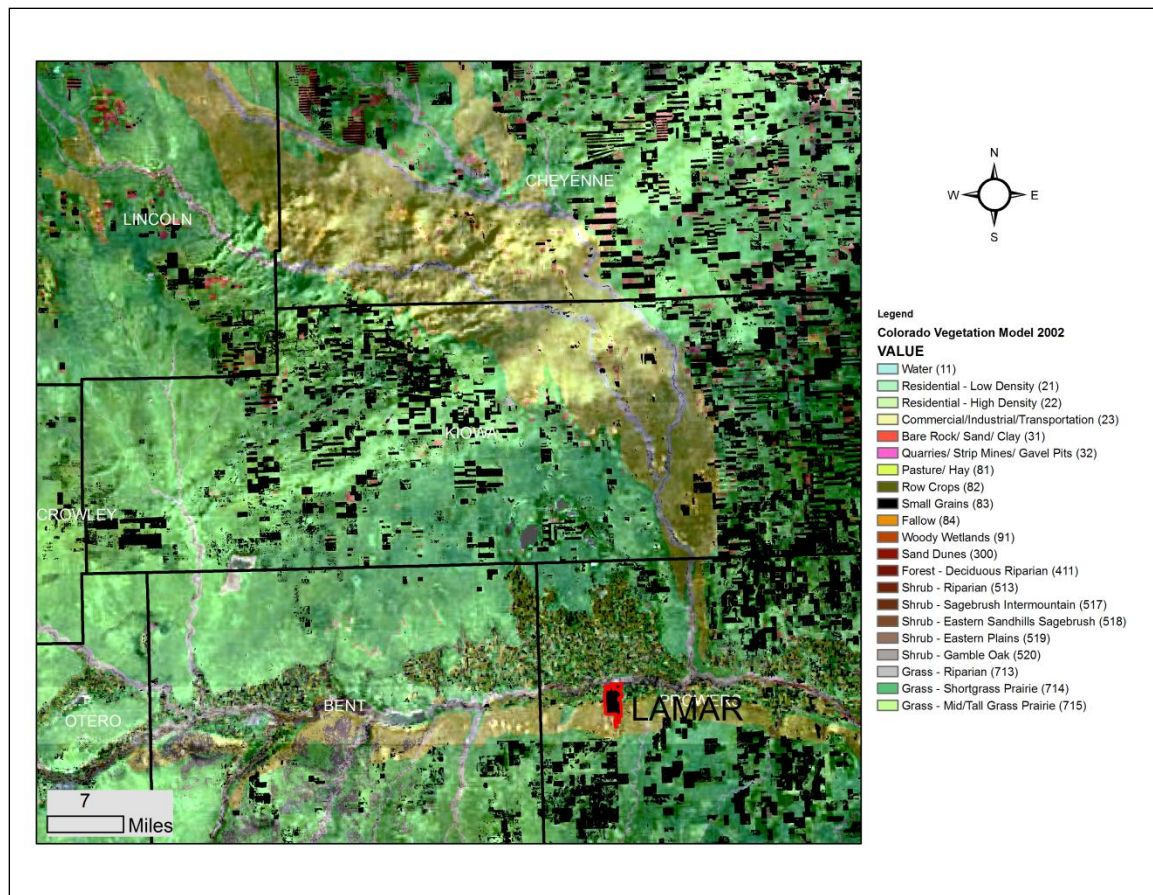 N
W
E
S
CHEYENNE
LINCOLN
KIOWA
CROWLEY
OTERO
BENT
LAMAR
7
Miles
Legend
Colorado Vegetation Model 2002
VALUE
Water (11)
Residential - Low Density (21)
Residential - High Density (22)
Commercial/Industrial/Transportation (23)
Bare Rock/ Sand/ Clay (31)
Quarries/ Strip Mines/ Gavel Pits (32)
Pasture/ Hay (81)
Row Crops (82)
Small Grains (83)
Fallow (84)
Woody Wetlands (91)
Sand Dunes (300)
Forest - Deciduous Riparian (411)
Shrub - Riparian (513)
Shrub - Sagebrush Intermountain (517)
Shrub - Eastern Sandhills Sagebrush (518)
Shrub - Eastern Plains (519)
Shrub - Gamble Oak (520)
Grass - Riparian (713)
Grass - Shortgrass Prairie (714)
Grass - Mid/Tall Grass Prairie (715)